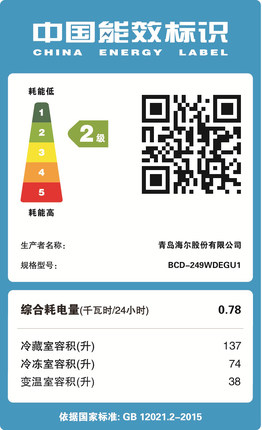 中国能效标识
CHINA ENERGY LABEL
耗能低
1
2
3
4
5
2级
耗能高
生产者名称: 青岛海尔股份有限公司
规格型号: BCD-249WDEGU1
综合耗电量(千瓦时/24小时) 0.78
冷藏室容积(升) 137
冷冻室容积(升) 74
变温室容积(升) 38
依据国家标准: GB 12021.2-2015